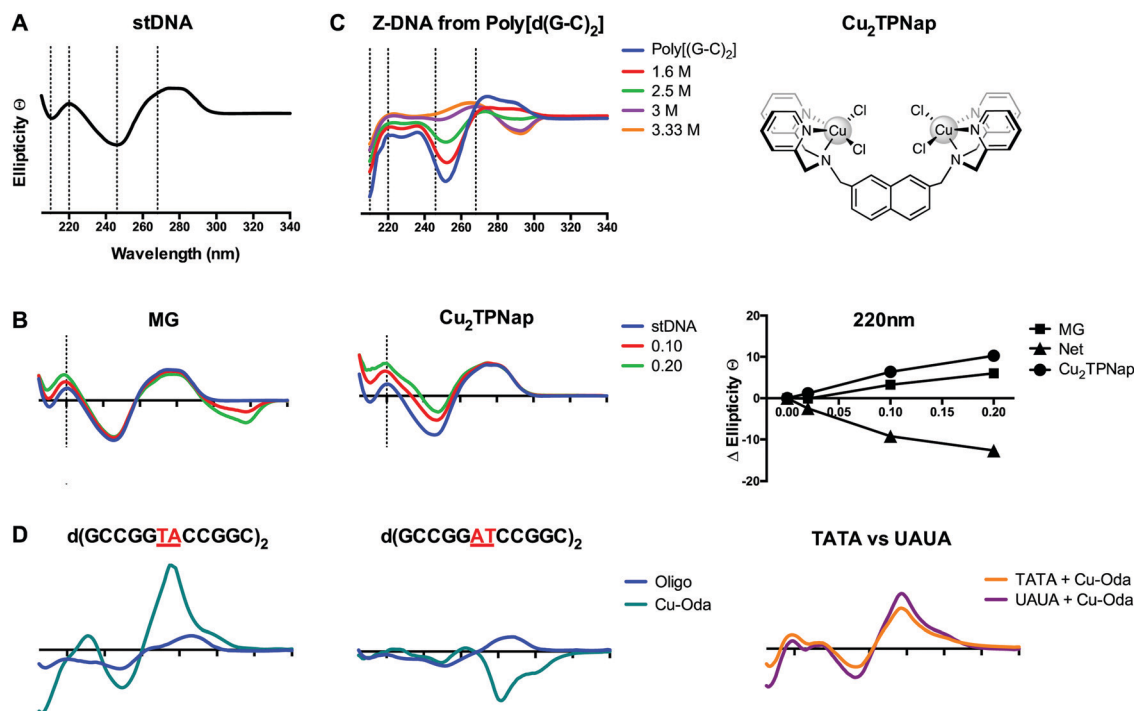 A
stDNA
Ellipticity Θ
220 240 260 280 300 320 340
Wavelength (nm)
C
Z-DNA from Poly[d(G-C)2]
220 240 260 280 300 320 340
Poly[(G-C)2]
1.6 M
2.5 M
3 M
3.33 M
Cu2TPNap
N
N
Cu
Cl
Cl
N
Cl
Cl
Cu
N
N
N
B
MG
Cu2TPNap
stDNA
0.10
0.20
220nm
Δ Ellipticity Θ
20
10
0
-10
-20
0.00 0.05 0.10 0.15 0.20
MG
Net
Cu2TPNap
D
d(GCCGGTACCGGC)2
Oligo
Cu-Oda
d(GCCGGATCCGGC)2
TATA vs UAUA
TATA + Cu-Oda
UAUA + Cu-Oda